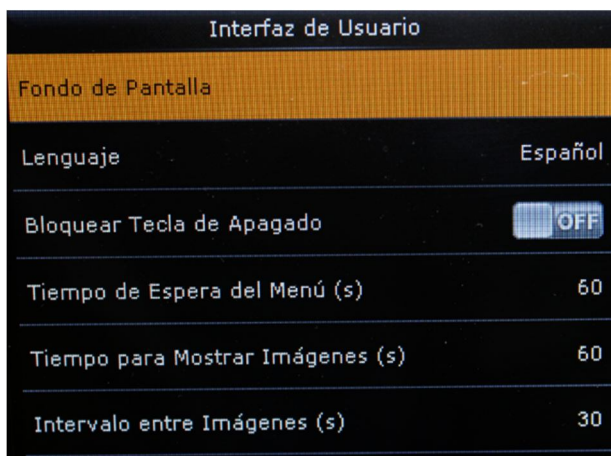 Interfaz de Usuario
Fondo de Pantalla
Lenguaje Español
Bloquear Tecla de Apagado OFF
Tiempo de Espera del Menú (s) 60
Tiempo para Mostrar Imágenes (s) 60
Intervalo entre Imágenes (s) 30